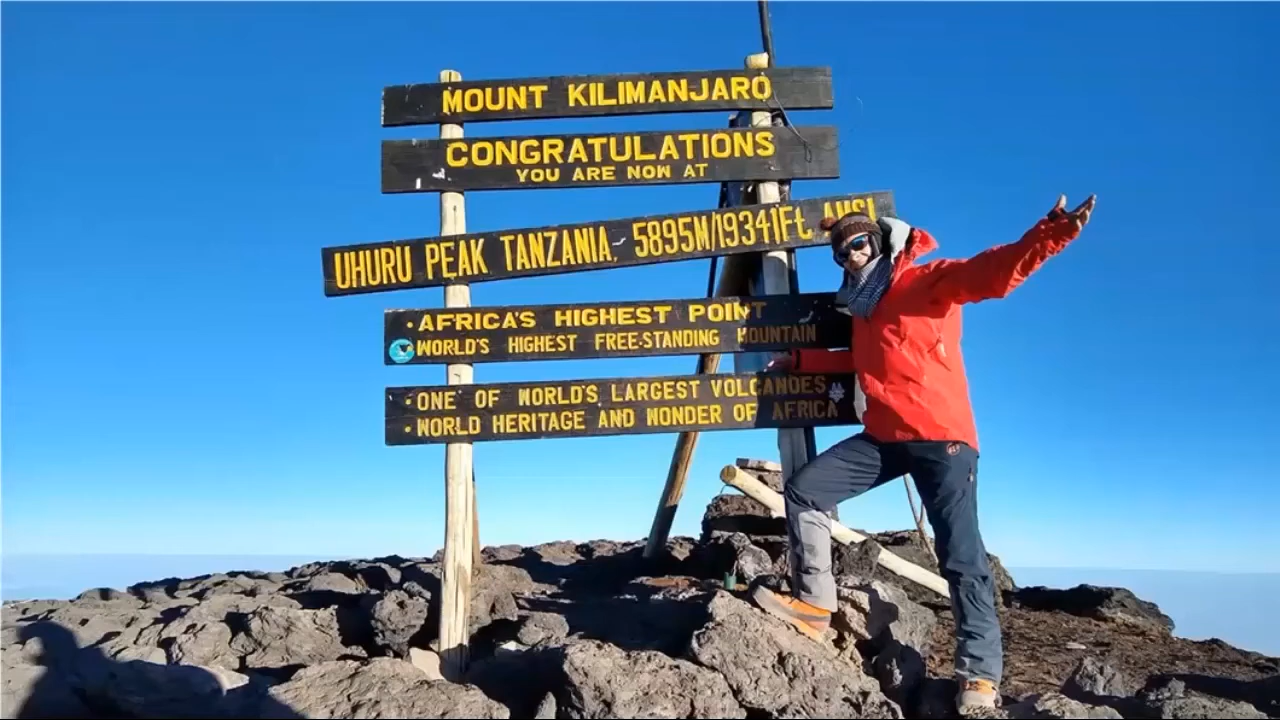 MOUNT KILIMANJARO
CONGRATULATIONS
YOU ARE NOW AT
UHURU PEAK TANZANIA, 5895M/19341Ft. AMSL
• AFRICA'S HIGHEST POINT
• WORLD'S HIGHEST FREE-STANDING MOUNTAIN
• ONE OF WORLD'S LARGEST VOLCANOES
• WORLD HERITAGE AND WONDER OF AFRICA